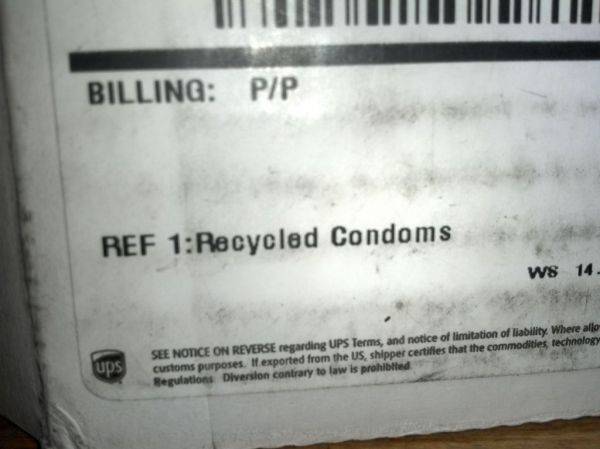 BILLING: P/P
REF 1:Recycled Condoms
WS 14.
SEE NOTICE ON REVERSE regarding UPS Terms, and notice of limitation of liability. Where allo
customs purposes. If exported from the US, shipper certifies that the commodities, technology
Regulations. Diversion contrary to law is prohibited.
ups